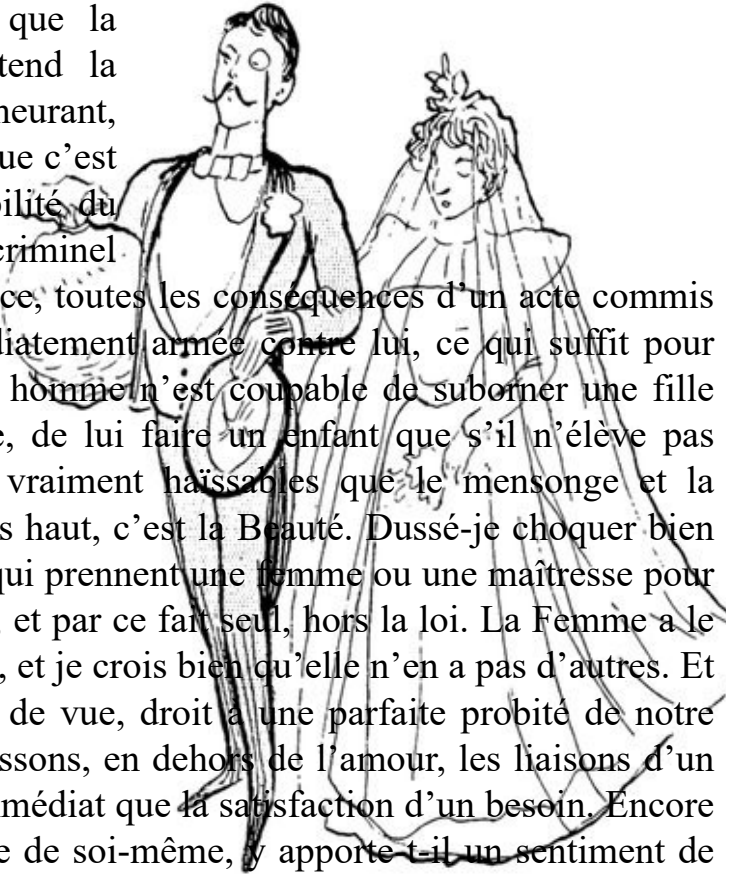 que la
tend la
neurant,
ue c’est
bilité du
criminel
ce, toutes les conséquences d’un acte commis
diatement armée contre lui, ce qui suffit pour
homme n’est coupable de suborner une fille
e, de lui faire un enfant que s’il n’élève pas
vraiment haïssables que le mensonge et la
s haut, c’est la Beauté. Dussé-je choquer bien
qui prennent une femme ou une maîtresse pour
et par ce fait seul, hors la loi. La Femme a le
, et je crois bien qu’elle n’en a pas d’autres. Et
de vue, droit à une parfaite probité de notre
ssons, en dehors de l’amour, les liaisons d’un
médiat que la satisfaction d’un besoin. Encore
e de soi-même, y apporte-t-il un sentiment de